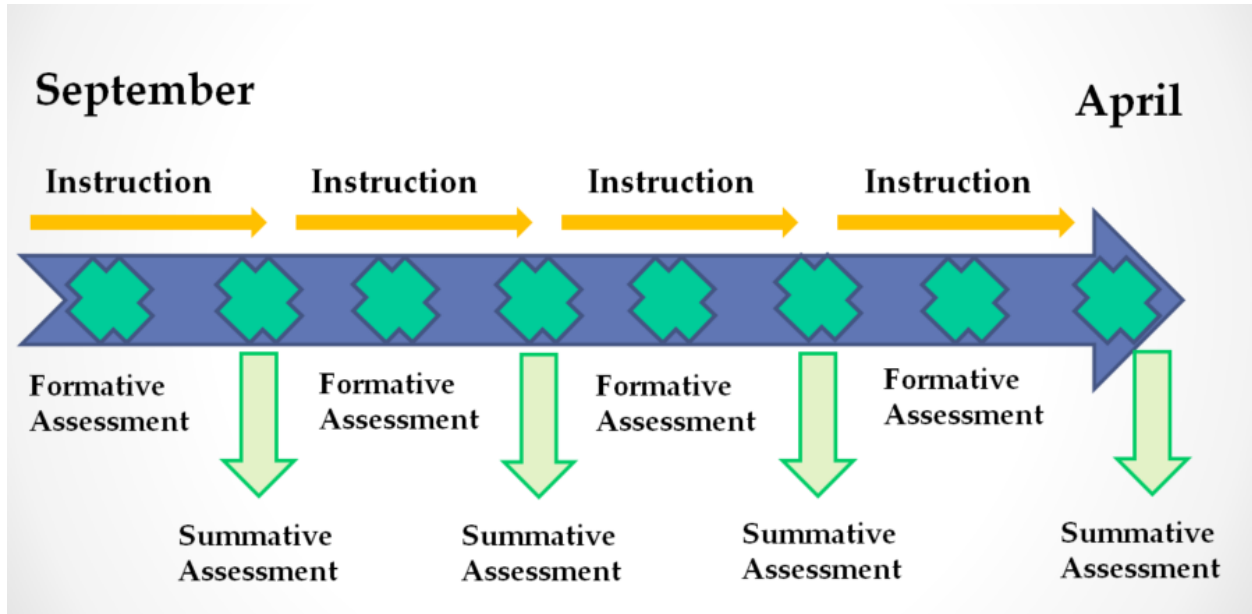 September
April
Instruction
Instruction
Instruction
Instruction
Formative
Assessment
Formative
Assessment
Formative
Assessment
Formative
Assessment
Summative
Assessment
Summative
Assessment
Summative
Assessment
Summative
Assessment